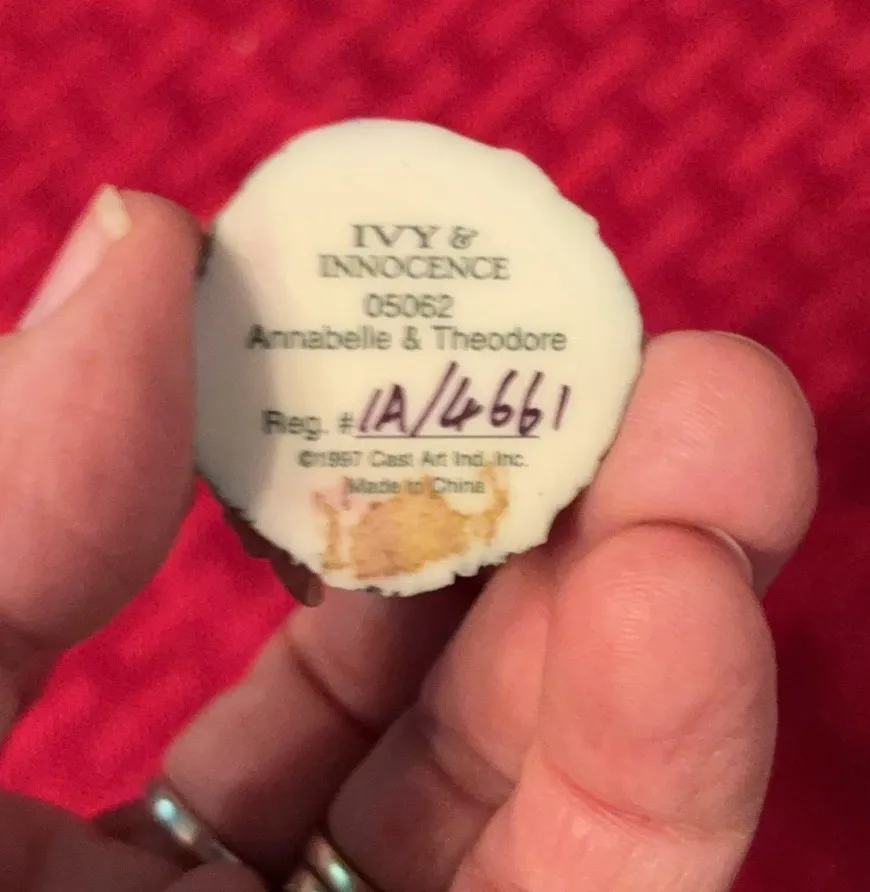 IVY &
INNOCENCE
05062
Annabelle & Theodore
Reg. # 1A/4661
©1997 Cast Art Ind. Inc.
Made in China